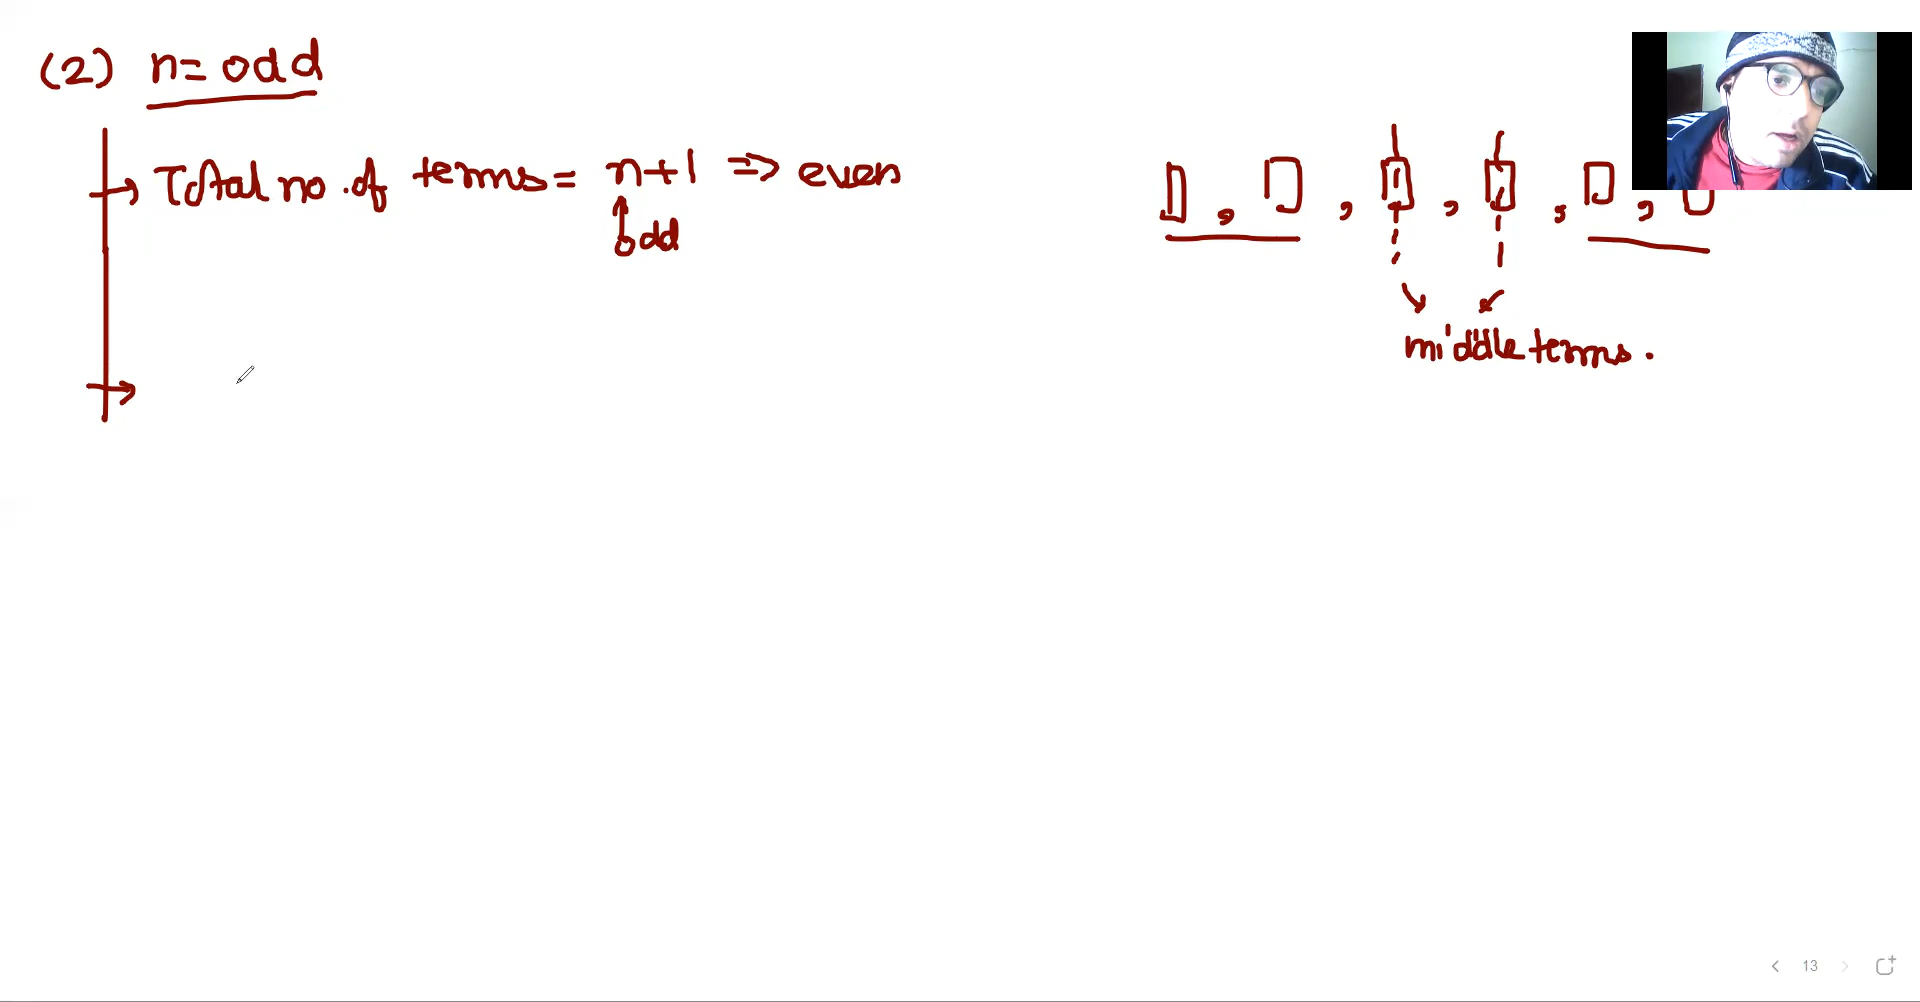 (2) n= odd
Total no. of terms = n+1 => even
odd
, , , , ,
middle terms.
13